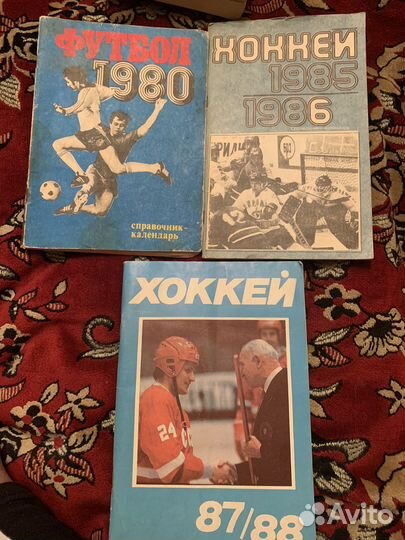 ФУТБОЛ
1980
справочник-
календарь
ХОККЕЙ
1985
1986
ХОККЕЙ
24
87/88
Avito